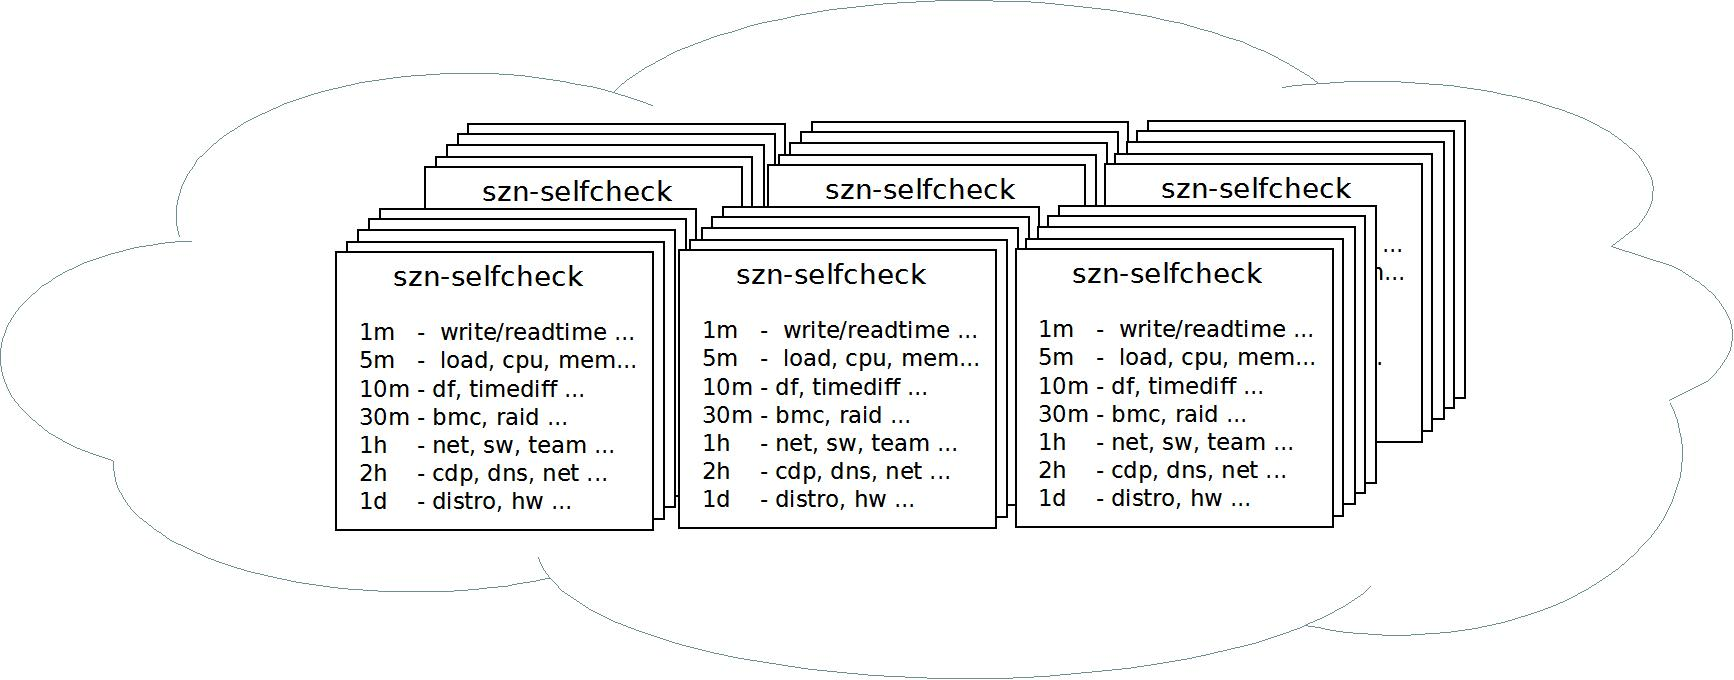 szn-selfcheck
szn-selfcheck
szn-selfcheck
...
...
szn-selfcheck
1m - write/readtime ...
5m - load, cpu, mem...
10m - df, timediff ...
30m - bmc, raid ...
1h - net, sw, team ...
2h - cdp, dns, net ...
1d - distro, hw ...
szn-selfcheck
1m - write/readtime ...
5m - load, cpu, mem...
10m - df, timediff ...
30m - bmc, raid ...
1h - net, sw, team ...
2h - cdp, dns, net ...
1d - distro, hw ...
szn-selfcheck
1m - write/readtime ...
5m - load, cpu, mem...
10m - df, timediff ...
30m - bmc, raid ...
1h - net, sw, team ...
2h - cdp, dns, net ...
1d - distro, hw ...